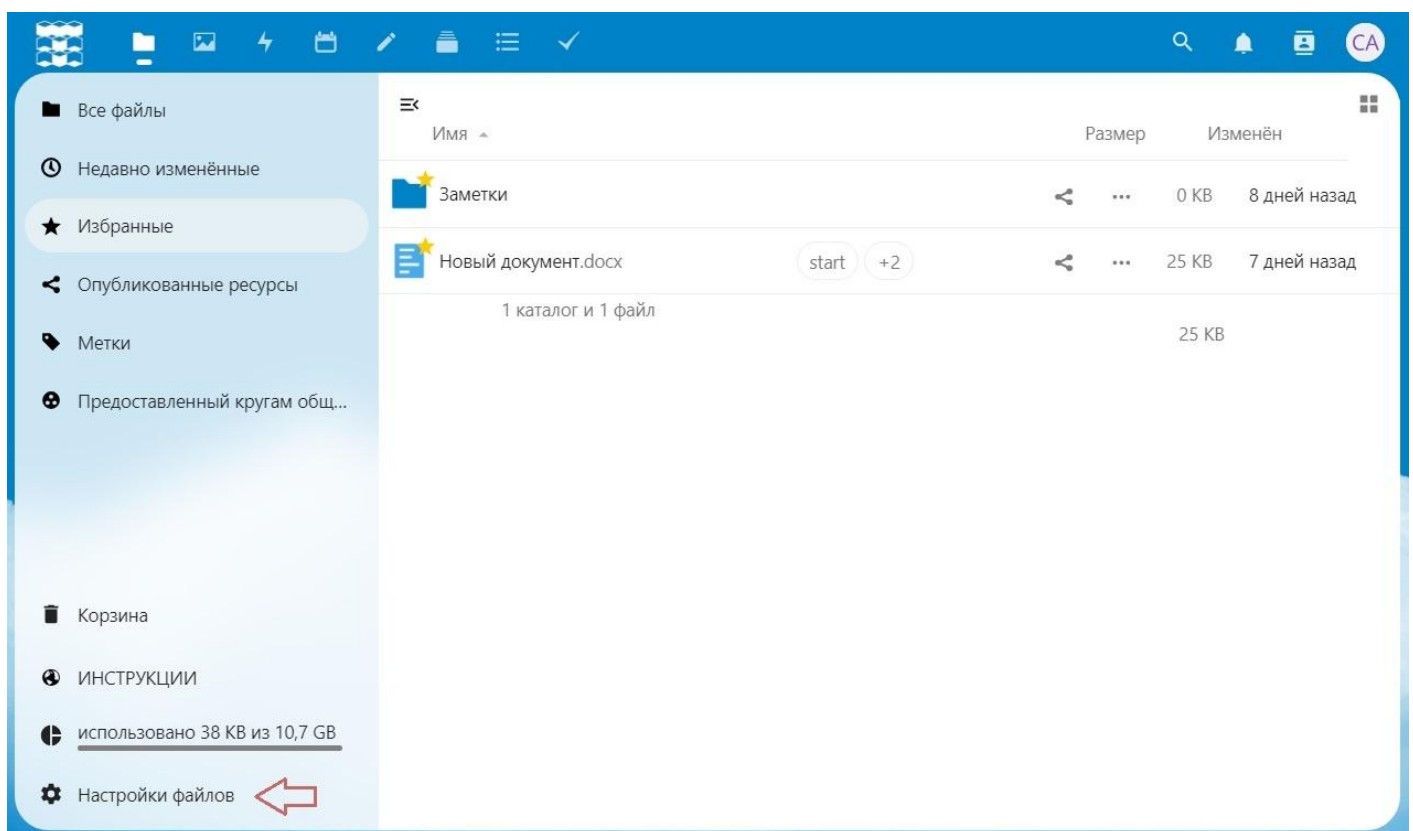 CA
Все файлы
Недавно изменённые
Избранные
Опубликованные ресурсы
Метки
Предоставленный кругам общ...
Корзина
ИНСТРУКЦИИ
использовано 38 KB из 10,7 GB
Настройки файлов
Имя Размер Изменён
Заметки 0 KB 8 дней назад
Новый документ.docx start +2 25 KB 7 дней назад
1 каталог и 1 файл
25 KB